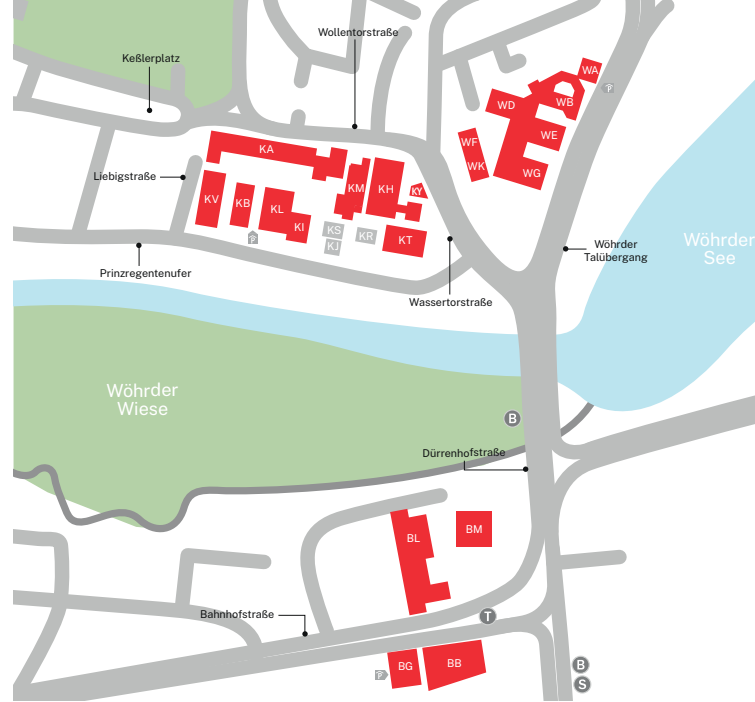 Wollentorstraße
Keßlerplatz
WA
WD
WB
WE
WF
WK
WG
KA
Liebigstraße
KV
KB
KL
KI
KM
KH
KY
KS
KJ
KR
KT
P
P
Prinzregentenufer
Wassertorstraße
Wöhrder
Talübergang
Wöhrder
See
Wöhrder
Wiese
B
Dürrenhofstraße
BL
BM
Bahnhofstraße
T
P
BG
BB
B
S